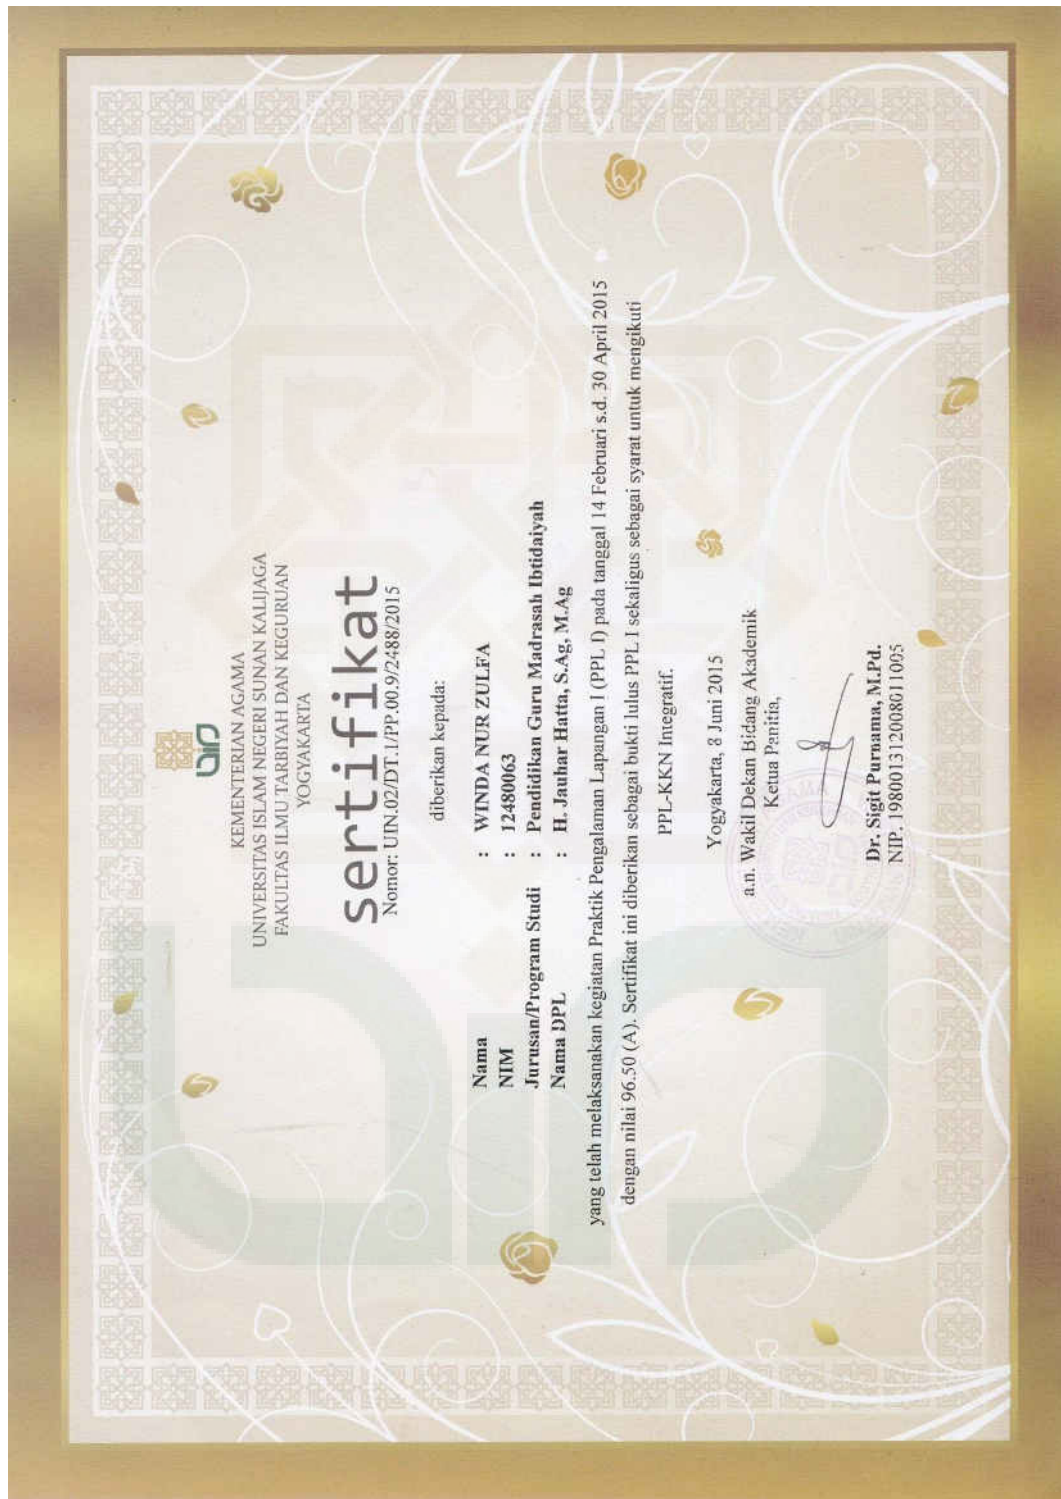 KEMENTERIAN AGAMA
UNIVERSITAS ISLAM NEGERI SUNAN KALIJAGA
FAKULTAS ILMU TARBIYAH DAN KEGURUAN
YOGYAKARTA
sertifikat
Nomor: UIN.02/DT.1/PP.00.9/2488/2015
diberikan kepada:
Nama : WINDA NUR ZULFA
NIM : 12480063
Jurusan/Program Studi : Pendidikan Guru Madrasah Ibtidaiyah
Nama DPL : H. Jauhar Hatta, S.Ag, M.Ag
yang telah melaksanakan kegiatan Praktik Pengalaman Lapangan I (PPL I) pada tanggal 14 Februari s.d. 30 April 2015
dengan nilai 96.50 (A). Sertifikat ini diberikan sebagai bukti lulus PPL I sekaligus sebagai syarat untuk mengikuti
PPL-KKN Integratif.
Yogyakarta, 8 Juni 2015
a.n. Wakil Dekan Bidang Akademik
Ketua Panitia,
Dr. Sigit Purnama, M.Pd.
NIP. 19800131 200801 1 005